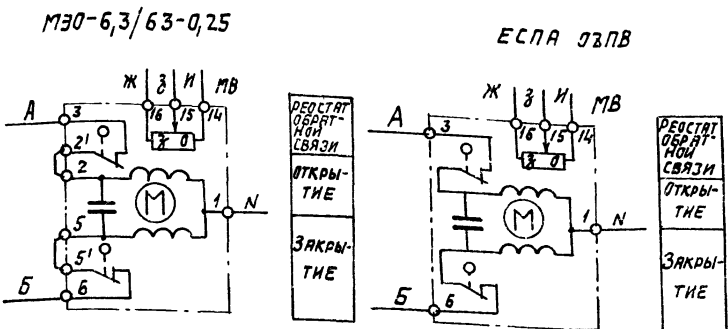 МЭО-6,3/63-0,25
Ж З И МВ
16 15 14
З О
А
3
2'
2
М
1 N
5
5'
6
Б
РЕОСТАТ
ОБРАТ-
НОЙ
СВЯЗИ
ОТКРЫ-
ТИЕ
ЗАКРЫ-
ТИЕ
ЕСПА 02ПВ
Ж З И МВ
16 15 14
З О
А
3
М
1 N
Б
6
РЕОСТАТ
ОБРАТ-
НОЙ
СВЯЗИ
ОТКРЫ-
ТИЕ
ЗАКРЫ-
ТИЕ